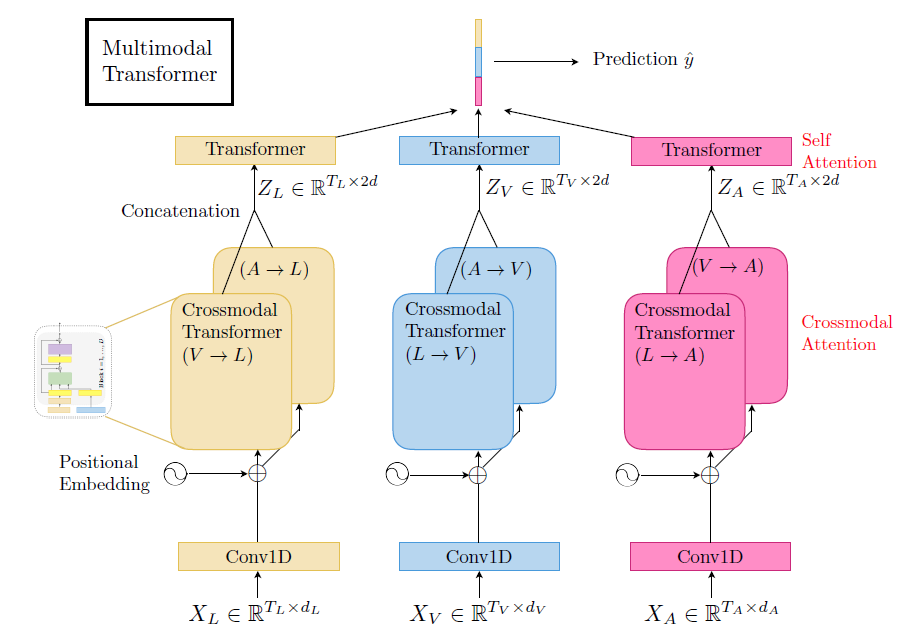 Multimodal
Transformer
Prediction ŷ
Transformer
Transformer
Transformer
Self
Attention
Z_L ∈ ℝ^{T_L×2d}
Z_V ∈ ℝ^{T_V×2d}
Z_A ∈ ℝ^{T_A×2d}
Concatenation
(A → L)
(A → V)
(V → A)
Crossmodal
Transformer
(V → L)
Crossmodal
Transformer
(L → V)
Crossmodal
Transformer
(L → A)
Crossmodal
Attention
Positional
Embedding
Conv1D
Conv1D
Conv1D
X_L ∈ ℝ^{T_L×d_L}
X_V ∈ ℝ^{T_V×d_V}
X_A ∈ ℝ^{T_A×d_A}